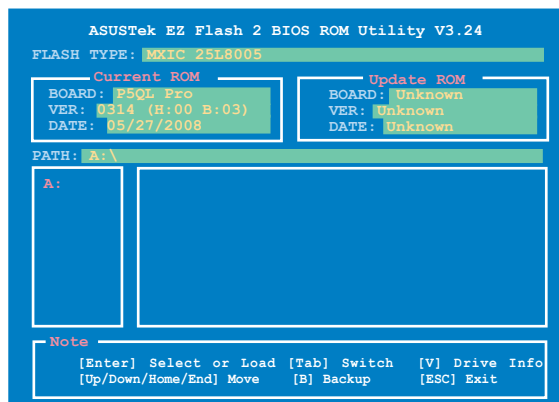 ASUSTek EZ Flash 2 BIOS ROM Utility V3.24
FLASH TYPE: MXIC 25L8005
Current ROM
BOARD: P5QL Pro
VER: 0314 (H:00 B:03)
DATE: 05/27/2008
Update ROM
BOARD: Unknown
VER: Unknown
DATE: Unknown
PATH: A:\
A:
Note
[Enter] Select or Load [Tab] Switch [V] Drive Info
[Up/Down/Home/End] Move [B] Backup [ESC] Exit